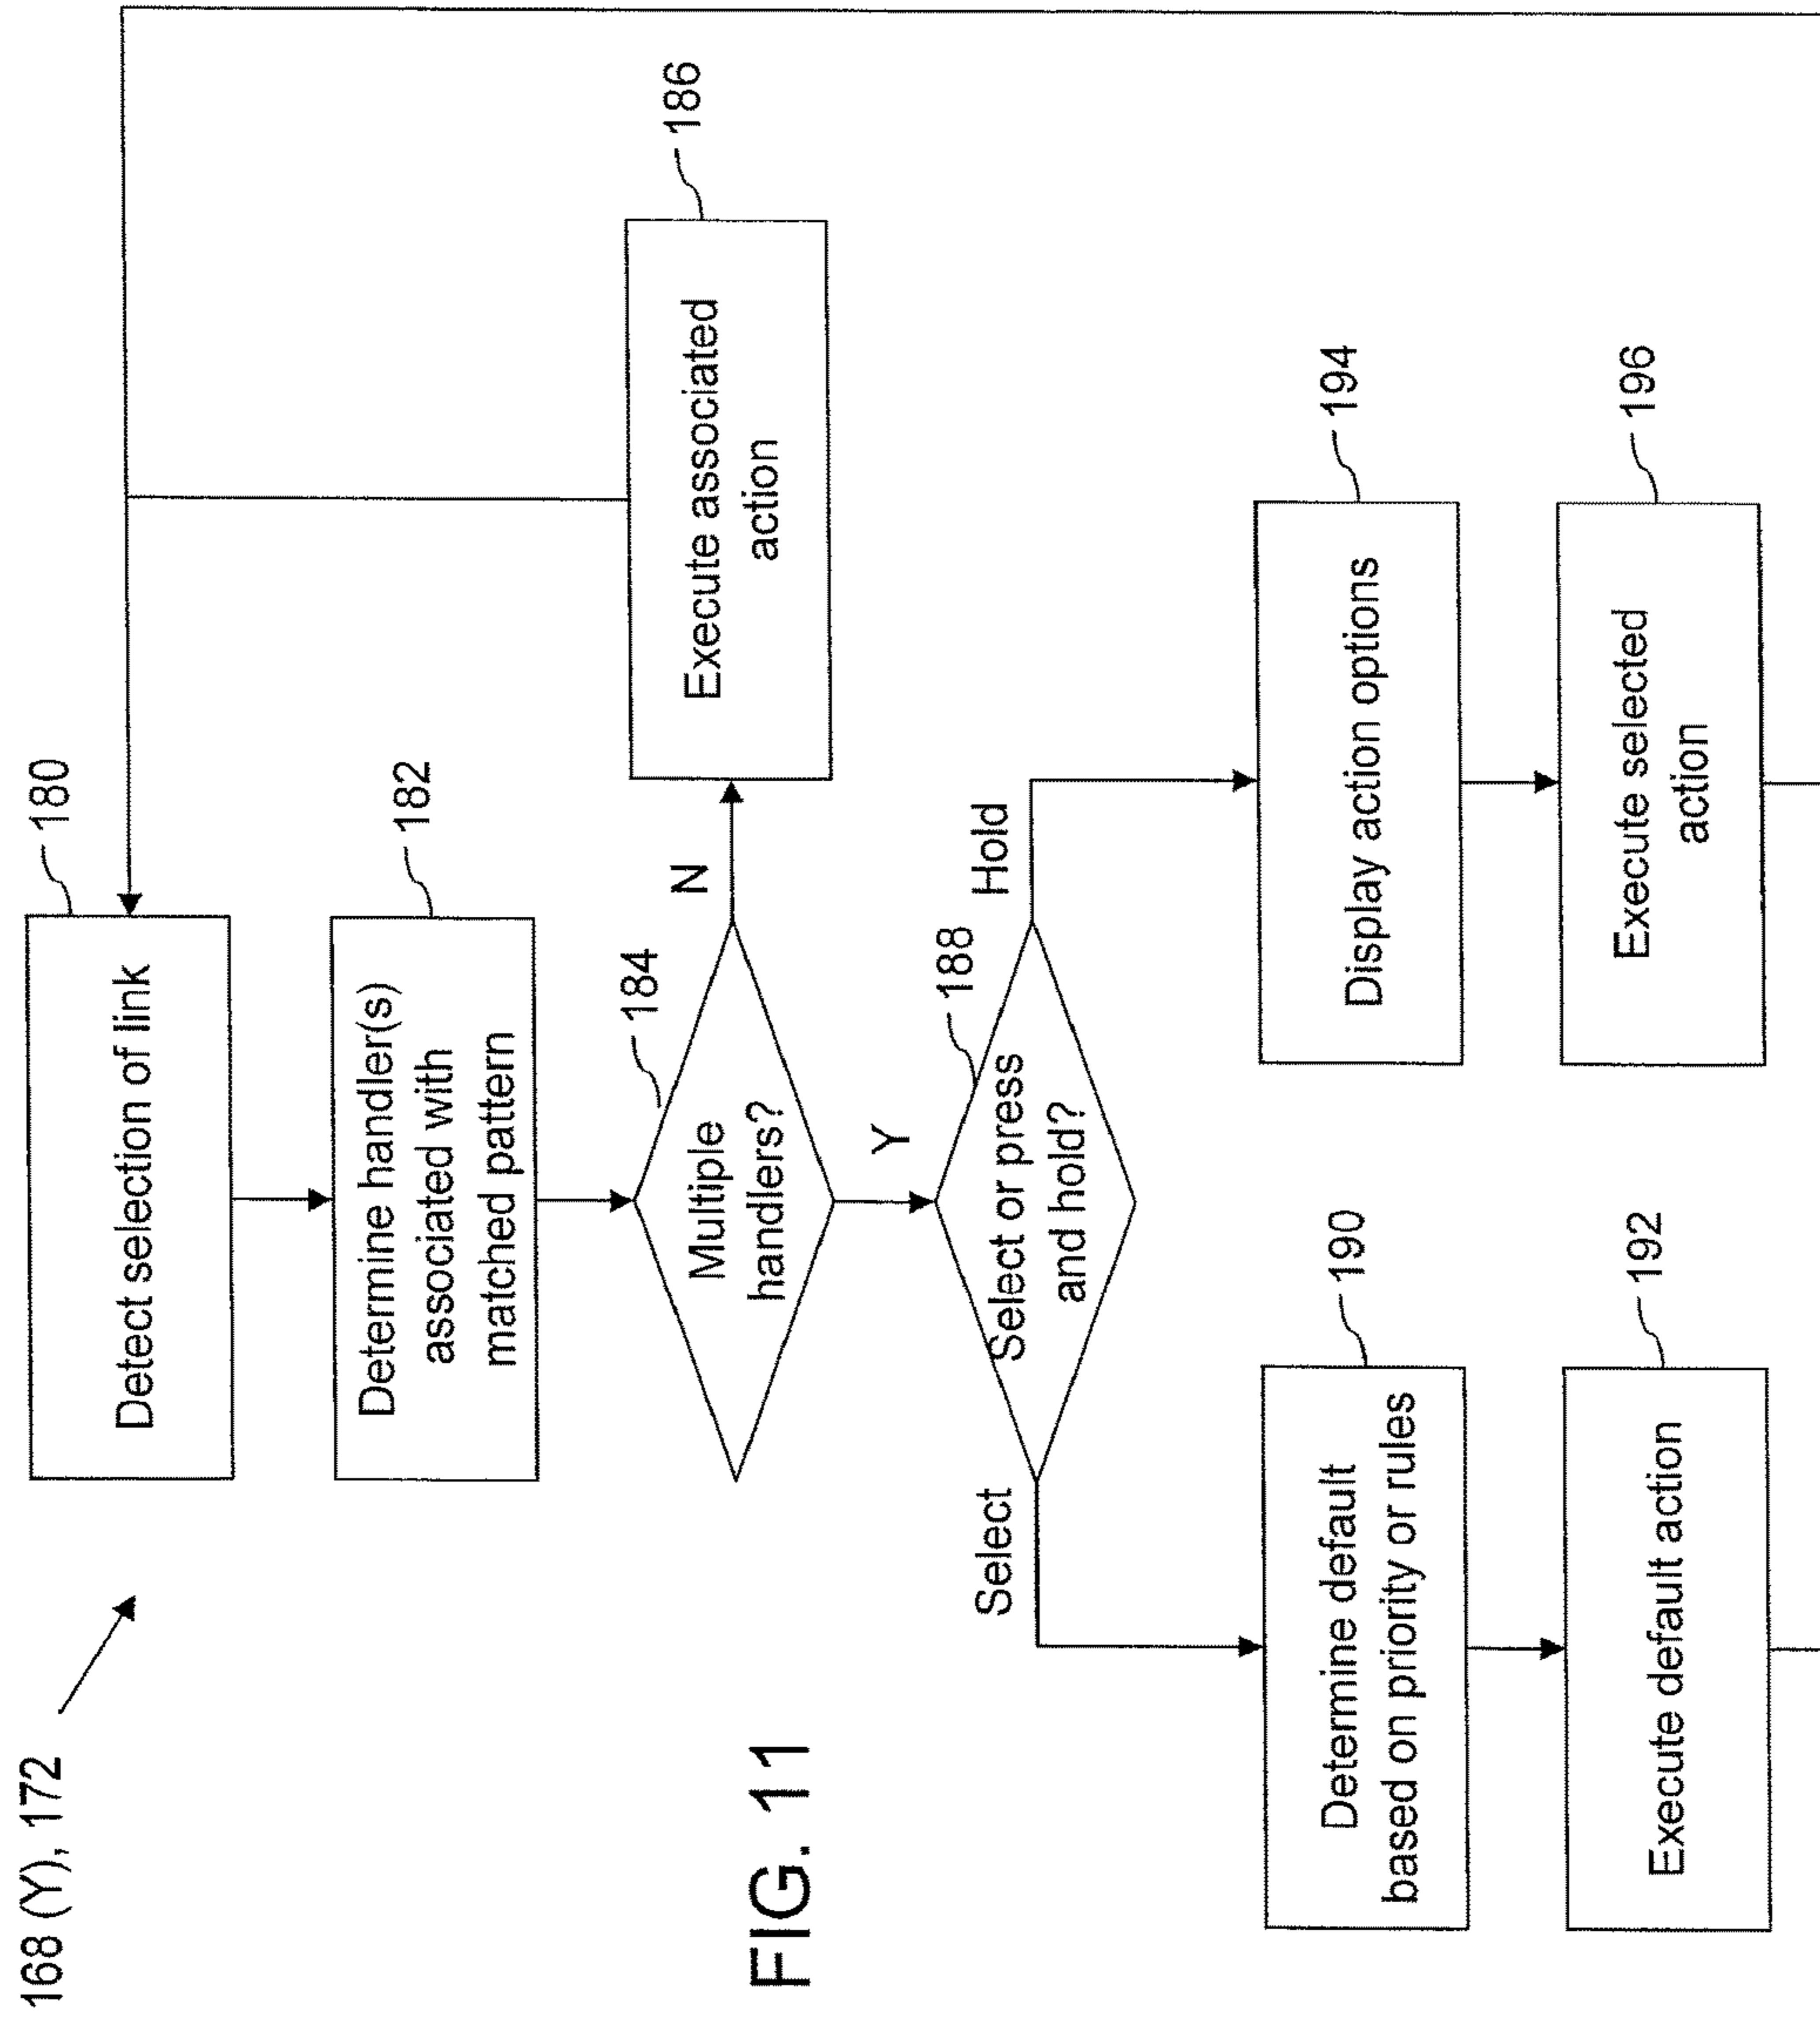 168 (Y), 172
180
Detect selection of link
182
Determine handler(s)
associated with
matched pattern
184
Multiple
handlers?
N
186
Execute associated
action
Y
188
Select or press
and hold?
Select
Hold
190
Determine default
based on priority or rules
192
Execute default action
194
Display action options
196
Execute selected
action
FIG. 11